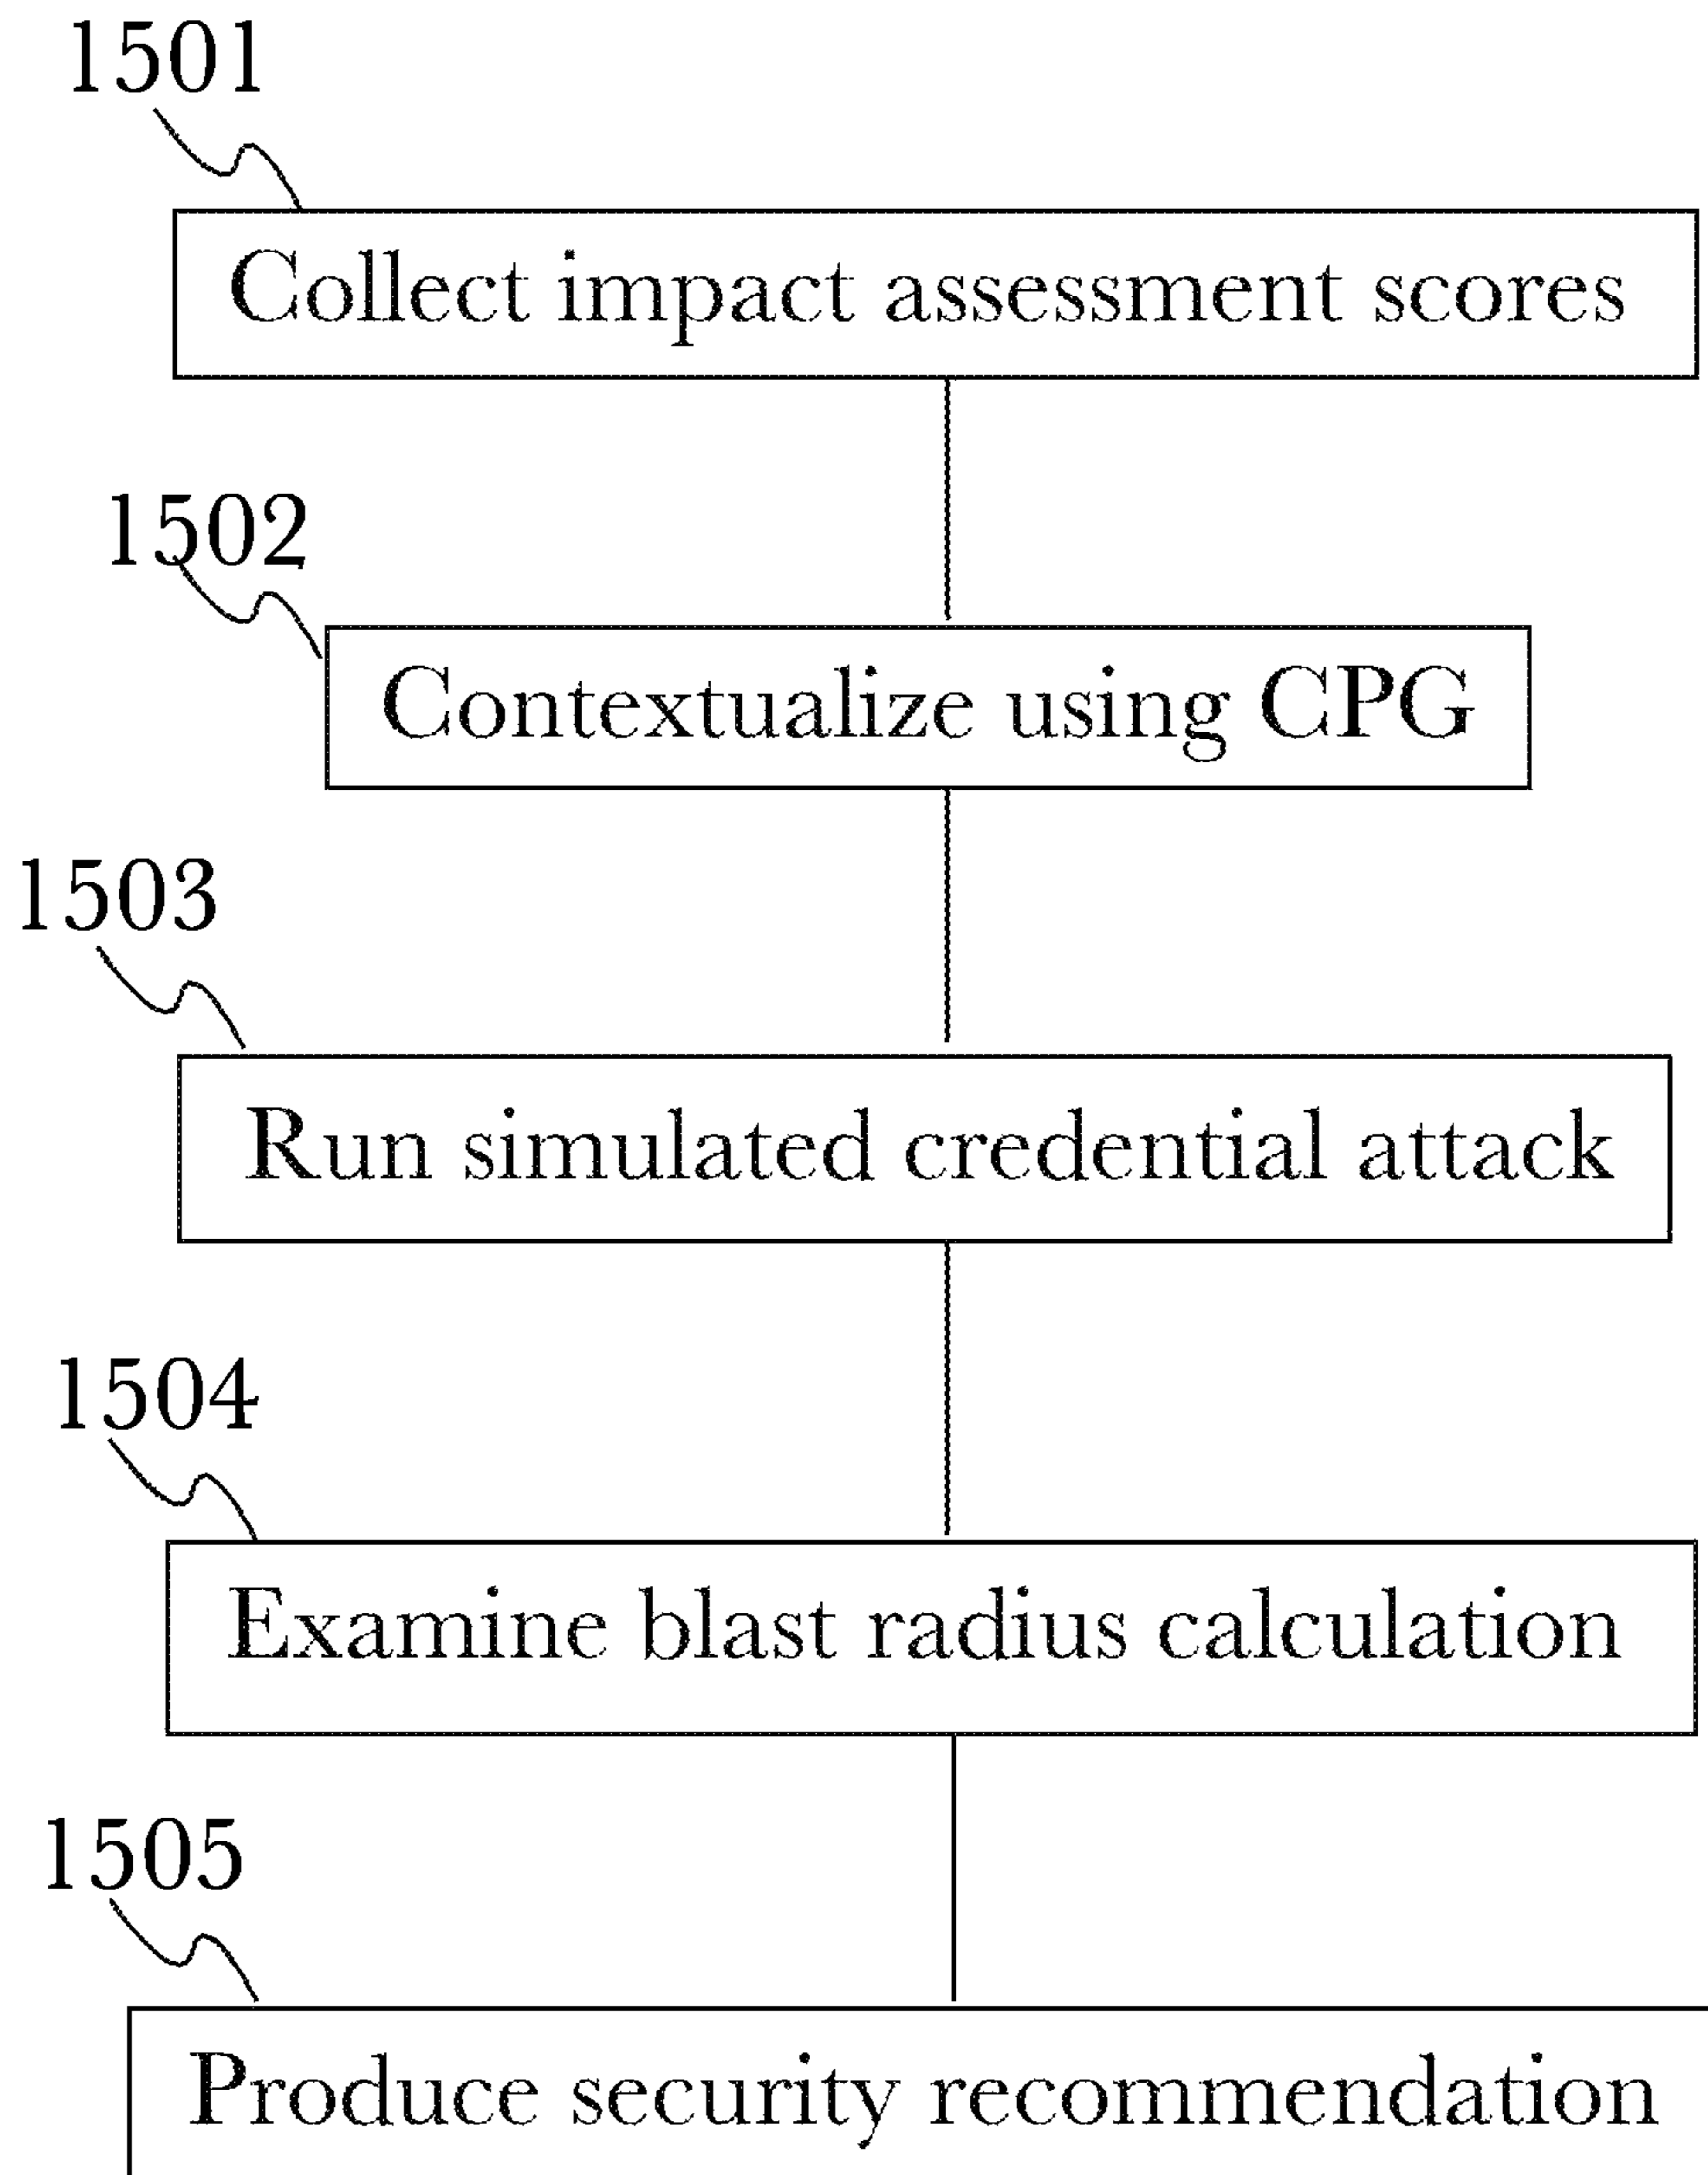 1501
Collect impact assessment scores
1502
Contextualize using CPG
1503
Run simulated credential attack
1504
Examine blast radius calculation
1505
Produce security recommendation